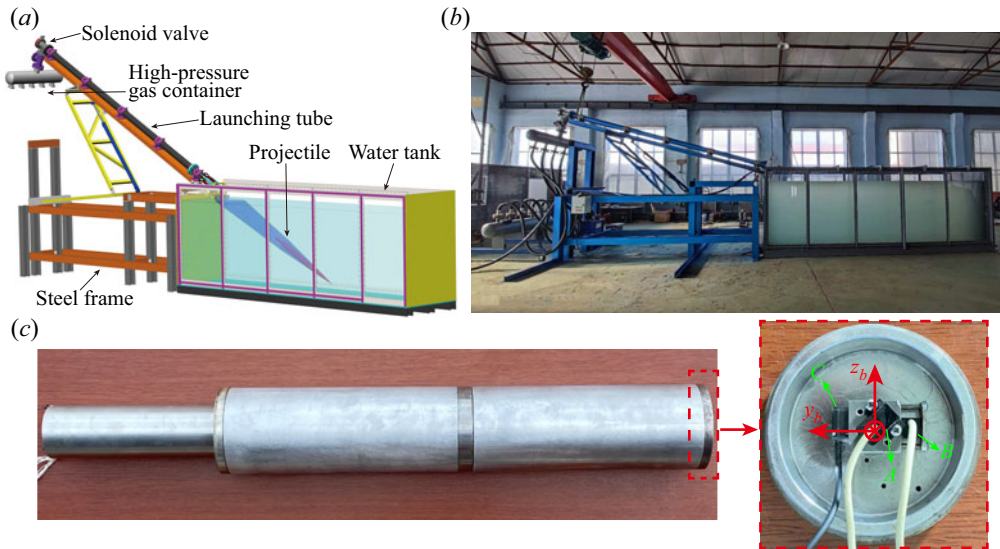 (a)
Solenoid valve
High-pressure
gas container
Launching tube
Projectile
Water tank
Steel frame
(b)
(c)
z_b
y_b
C
A
B